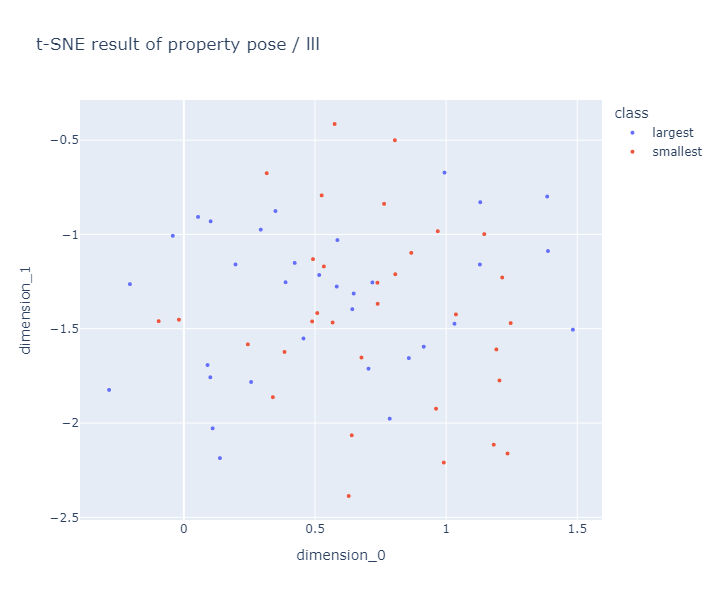 t-SNE result of property pose / lll
class
largest
smallest
−0.5
−1
−1.5
−2
−2.5
dimension_1
0
0.5
1
1.5
dimension_0